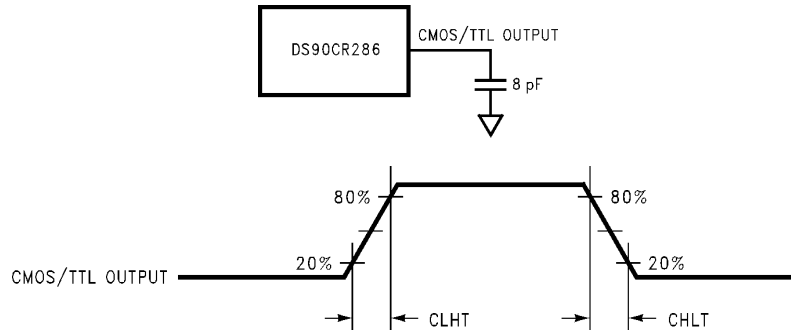 CMOS/TTL OUTPUT
DS90CR286
8 pF
80%
80%
20%
20%
CMOS/TTL OUTPUT
CLHT
CHLT